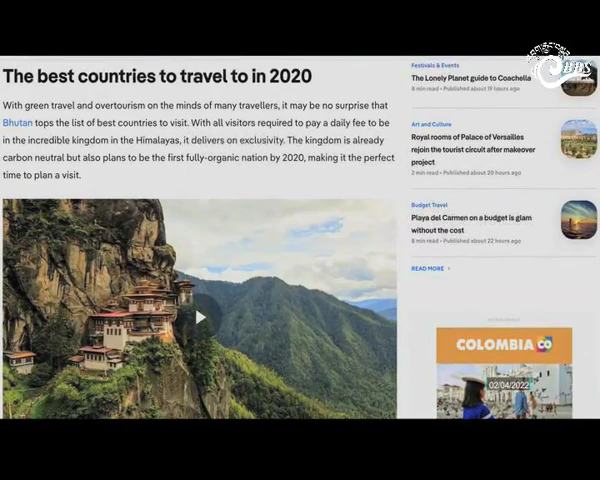 BBS
The best countries to travel to in 2020
With green travel and overtourism on the minds of many travellers, it may be no surprise that
Bhutan tops the list of best countries to visit. With all visitors required to pay a daily fee to be
in the incredible kingdom in the Himalayas, it delivers on exclusivity. The kingdom is already
carbon neutral but also plans to be the first fully-organic nation by 2020, making it the perfect
time to plan a visit.
Festivals & Events
The Lonely Planet guide to Coachella
8 min read • Published about 19 hours ago
Art and Culture
Royal rooms of Palace of Versailles
rejoin the tourist circuit after makeover
project
2 min read • Published about 20 hours ago
Budget Travel
Playa del Carmen on a budget is glam
without the cost
8 min read • Published about 22 hours ago
READ MORE ›
ADVERTISEMENT
COLOMBIA CO
02/04/2022